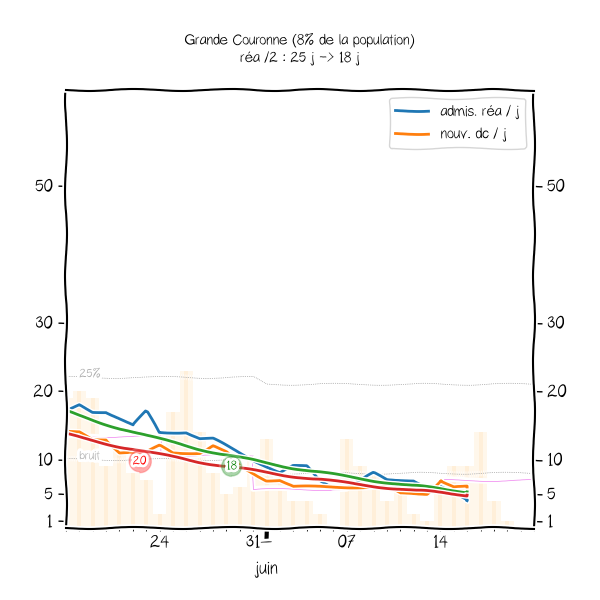 Grande Couronne (8% de la population)
réa /2 : 25 j -> 18 j
admis. réa / j
nouv. dc / j
50 50
30 30
25%
20 20
bruit 20 18
10 10
5 5
1 1
24 31 07 14
juin